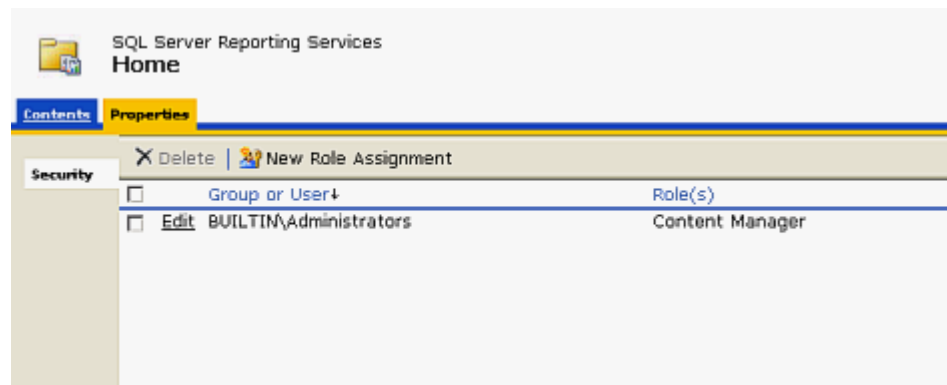 SQL Server Reporting Services
Home
Contents Properties
Delete | New Role Assignment
Security
Group or User↓ Role(s)
Edit BUILTIN\Administrators Content Manager